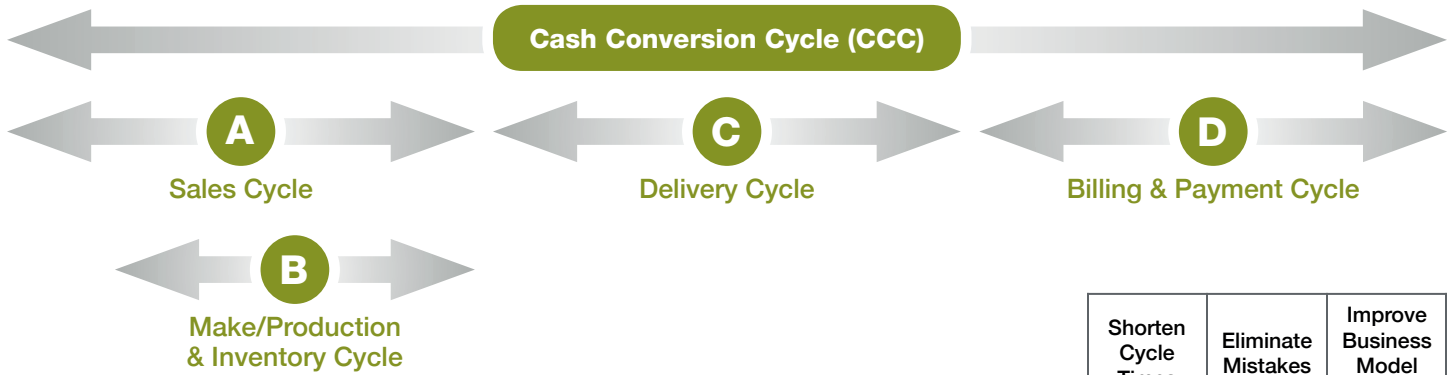 Cash Conversion Cycle (CCC)
A
C
D
Sales Cycle
Delivery Cycle
Billing & Payment Cycle
B
Make/Production
& Inventory Cycle
Shorten
Cycle
Eliminate
Mistakes
Improve
Business
Model